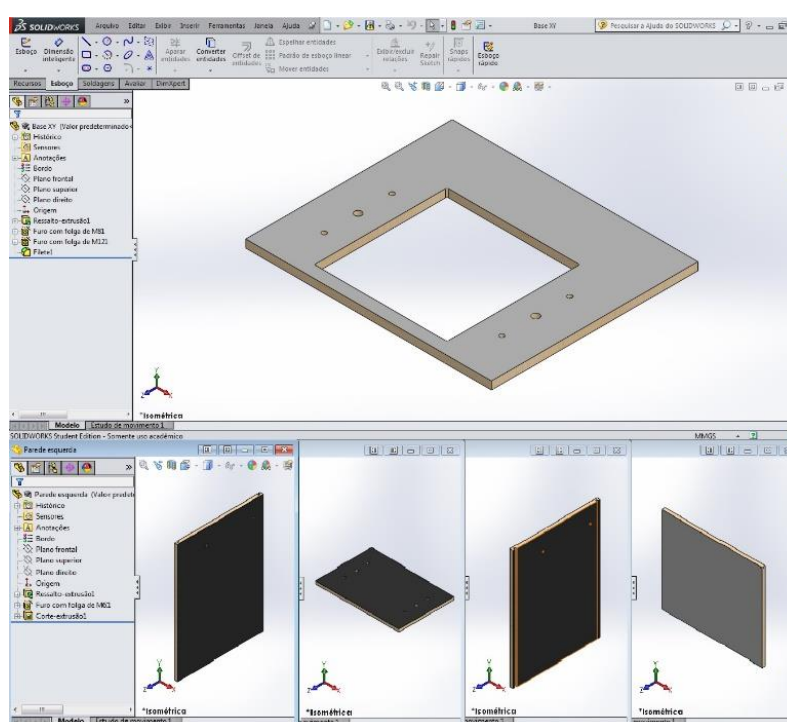 SOLIDWORKS Arquivo Editar Exibir Inserir Ferramentas Janela Ajuda Base XY Pesquisar a Ajuda do SOLIDWORKS
Esboço Dimensão inteligente Aparar entidades Converter entidades Offset de entidades Espelhar entidades Exibir/excluir relações Repair Sketch Snaps rápidos Esboço rápido
Padrão de esboço linear
Mover entidades
Recursos Esboço Soldagens Avaliar DimXpert
Base XY (Valor predeterminado
Histórico
Sensores
Anotações
Bordo
Plano frontal
Plano superior
Plano direito
Origem
Ressalto-extrusão1
Furo com folga de M81
Furo com folga de M121
Filete1
*Isométrica
Modelo Estudo de movimento 1
SOLIDWORKS Student Edition - Somente uso acadêmico MMGS
Parede esquerda
Parede esquerda (Valor predet
Histórico
Sensores
Anotações
Bordo
Plano frontal
Plano superior
Plano direito
Origem
Ressalto-extrusão1
Furo com folga de M61
Corte-extrusão1
*Isométrica *Isométrica *Isométrica *Isométrica
Modelo Estudo de movimento 1